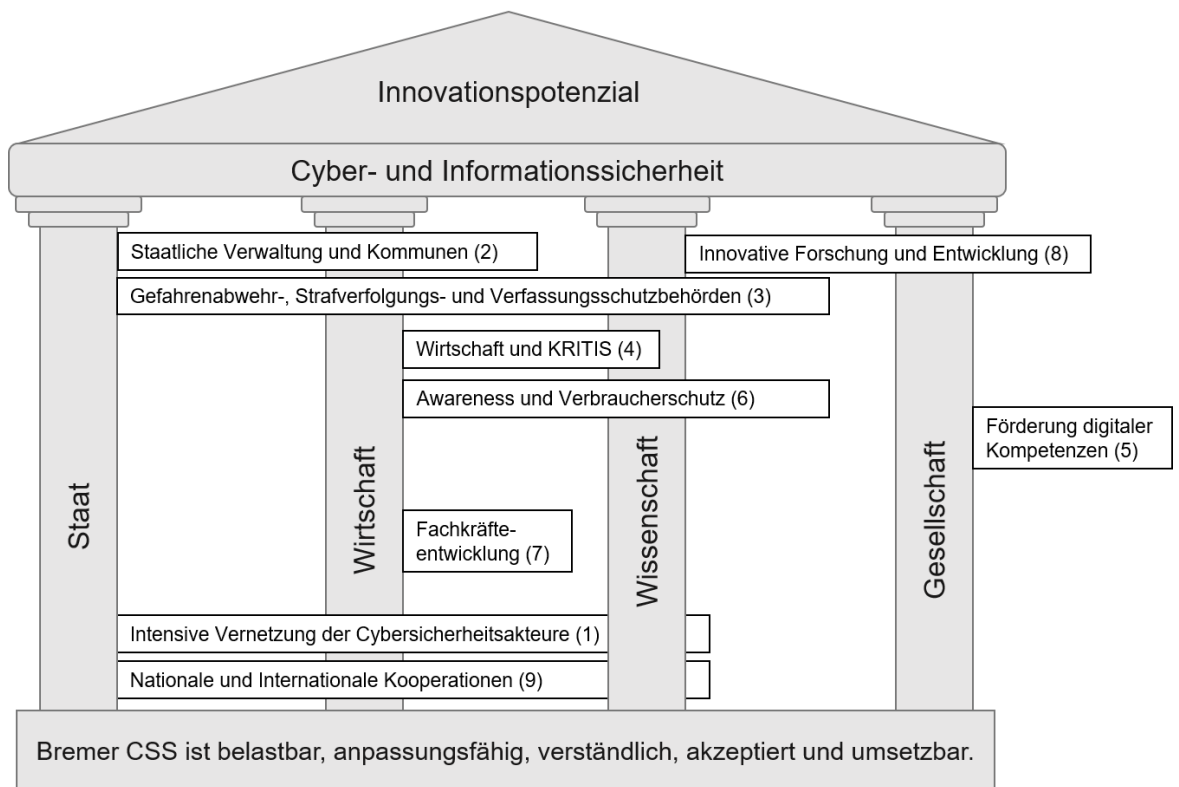 Innovationspotenzial
Cyber- und Informationssicherheit
Staatliche Verwaltung und Kommunen (2)
Innovative Forschung und Entwicklung (8)
Gefahrenabwehr-, Strafverfolgungs- und Verfassungsschutzbehörden (3)
Wirtschaft und KRITIS (4)
Awareness und Verbraucherschutz (6)
Förderung digitaler
Kompetenzen (5)
Staat
Wirtschaft
Wissenschaft
Gesellschaft
Fachkräfte-
entwicklung (7)
Intensive Vernetzung der Cybersicherheitsakteure (1)
Nationale und Internationale Kooperationen (9)
Bremer CSS ist belastbar, anpassungsfähig, verständlich, akzeptiert und umsetzbar.